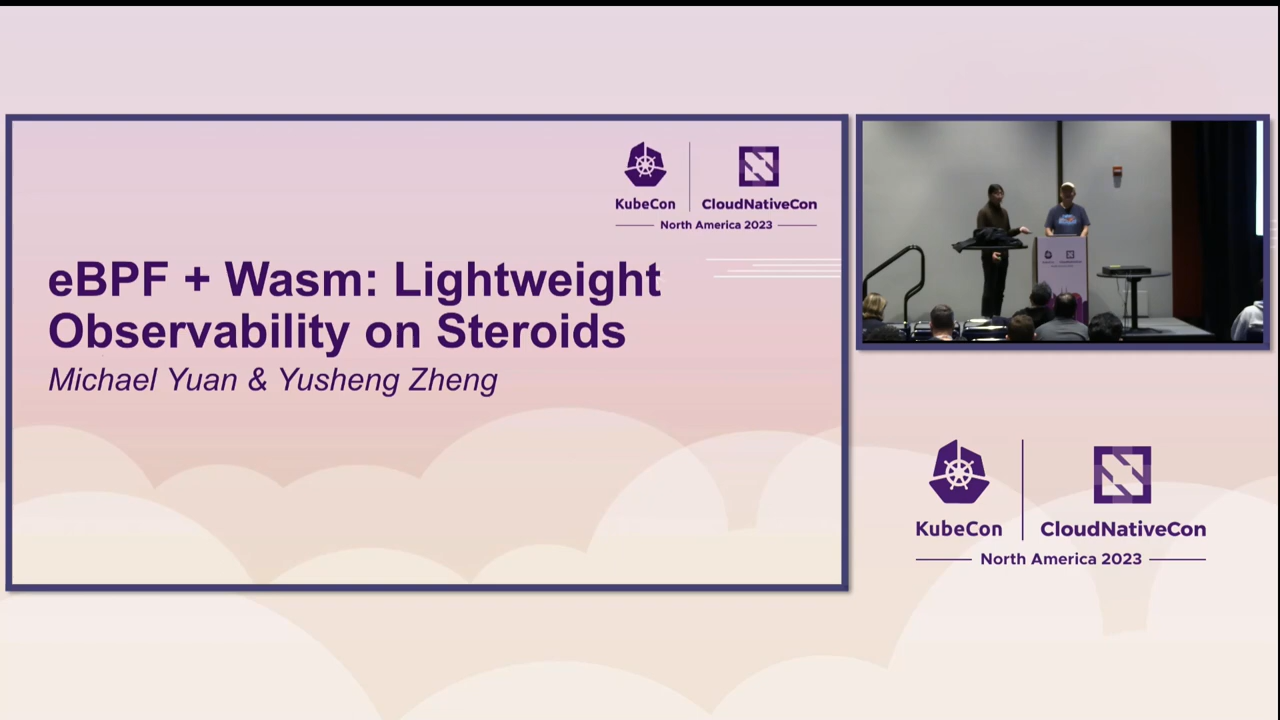 KubeCon
CloudNativeCon
North America 2023
eBPF + Wasm: Lightweight
Observability on Steroids
Michael Yuan & Yusheng Zheng
KubeCon
CloudNativeCon
North America 2023